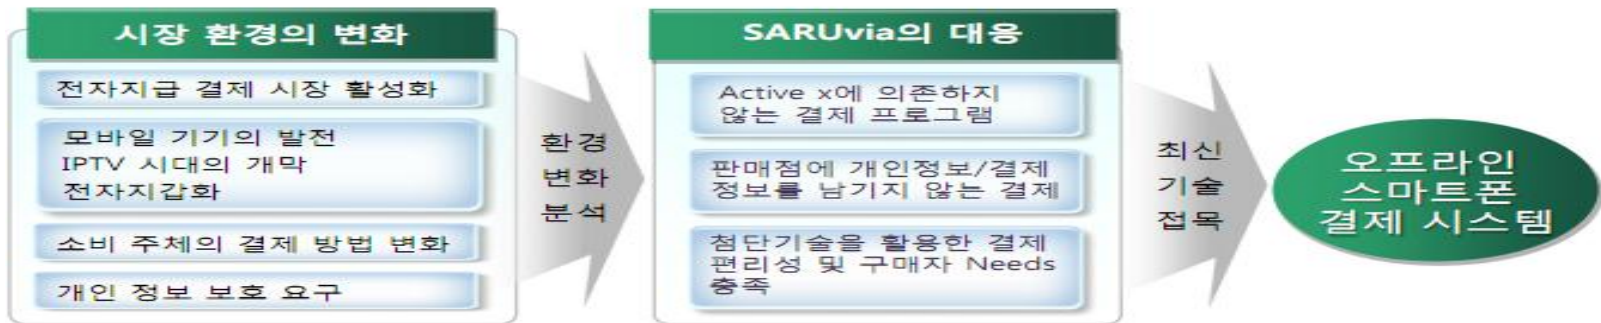 시장 환경의 변화
전자지급 결제 시장 활성화
모바일 기기의 발전
IPTV 시대의 개막
전자지갑화
소비 주체의 결제 방법 변화
개인 정보 보호 요구
환경
변화
분석
SARUvia의 대응
Active x에 의존하지
않는 결제 프로그램
판매점에 개인정보/결제
정보를 남기지 않는 결제
첨단기술을 활용한 결제
편리성 및 구매자 Needs
충족
최신
기술
접목
오프라인
스마트폰
결제 시스템